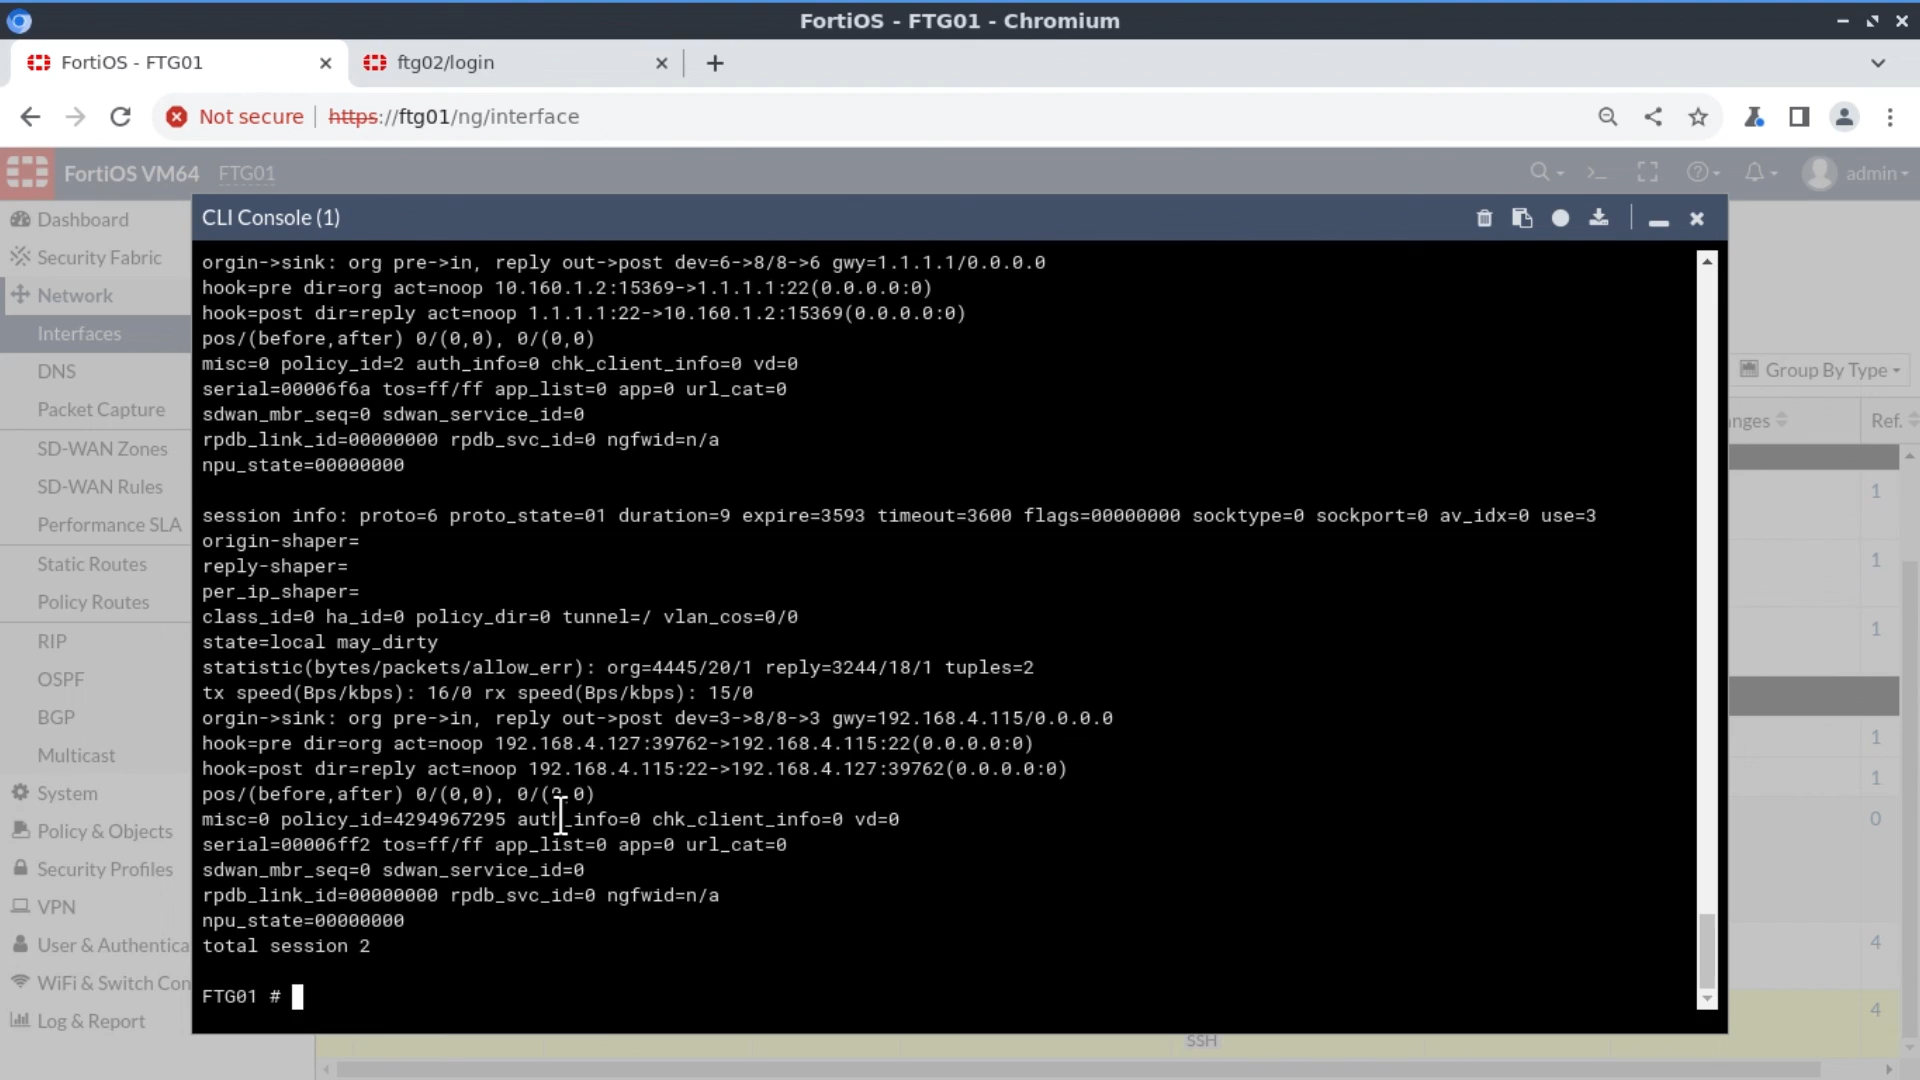 FortiOS - FTG01 - Chromium
FortiOS - FTG01
ftg02/login
Not secure
https://ftg01/ng/interface
FortiOS VM64 FTG01
admin
Dashboard
Security Fabric
Network
Interfaces
DNS
Packet Capture
SD-WAN Zones
SD-WAN Rules
Performance SLA
Static Routes
Policy Routes
RIP
OSPF
BGP
Multicast
System
Policy & Objects
Security Profiles
VPN
User & Authentica
WiFi & Switch Con
Log & Report
CLI Console (1)
orgin->sink: org pre->in, reply out->post dev=6->8/8->6 gwy=1.1.1.1/0.0.0.0
hook=pre dir=org act=noop 10.160.1.2:15369->1.1.1.1:22(0.0.0.0:0)
hook=post dir=reply act=noop 1.1.1.1:22->10.160.1.2:15369(0.0.0.0:0)
pos/(before,after) 0/(0,0), 0/(0,0)
misc=0 policy_id=2 auth_info=0 chk_client_info=0 vd=0
serial=00006f6a tos=ff/ff app_list=0 app=0 url_cat=0
sdwan_mbr_seq=0 sdwan_service_id=0
rpdb_link_id=00000000 rpdb_svc_id=0 ngfwid=n/a
npu_state=00000000
session info: proto=6 proto_state=01 duration=9 expire=3593 timeout=3600 flags=00000000 socktype=0 sockport=0 av_idx=0 use=3
origin-shaper=
reply-shaper=
per_ip_shaper=
class_id=0 ha_id=0 policy_dir=0 tunnel=/ vlan_cos=0/0
state=local may_dirty
statistic(bytes/packets/allow_err): org=4445/20/1 reply=3244/18/1 tuples=2
tx speed(Bps/kbps): 16/0 rx speed(Bps/kbps): 15/0
orgin->sink: org pre->in, reply out->post dev=3->8/8->3 gwy=192.168.4.115/0.0.0.0
hook=pre dir=org act=noop 192.168.4.127:39762->192.168.4.115:22(0.0.0.0:0)
hook=post dir=reply act=noop 192.168.4.115:22->192.168.4.127:39762(0.0.0.0:0)
pos/(before,after) 0/(0,0), 0/(0,0)
misc=0 policy_id=4294967295 auth_info=0 chk_client_info=0 vd=0
serial=00006ff2 tos=ff/ff app_list=0 app=0 url_cat=0
sdwan_mbr_seq=0 sdwan_service_id=0
rpdb_link_id=00000000 rpdb_svc_id=0 ngfwid=n/a
npu_state=00000000
total session 2
FTG01 #
Group By Type
nges
Ref.
1
1
1
1
1
0
4
4
SSH